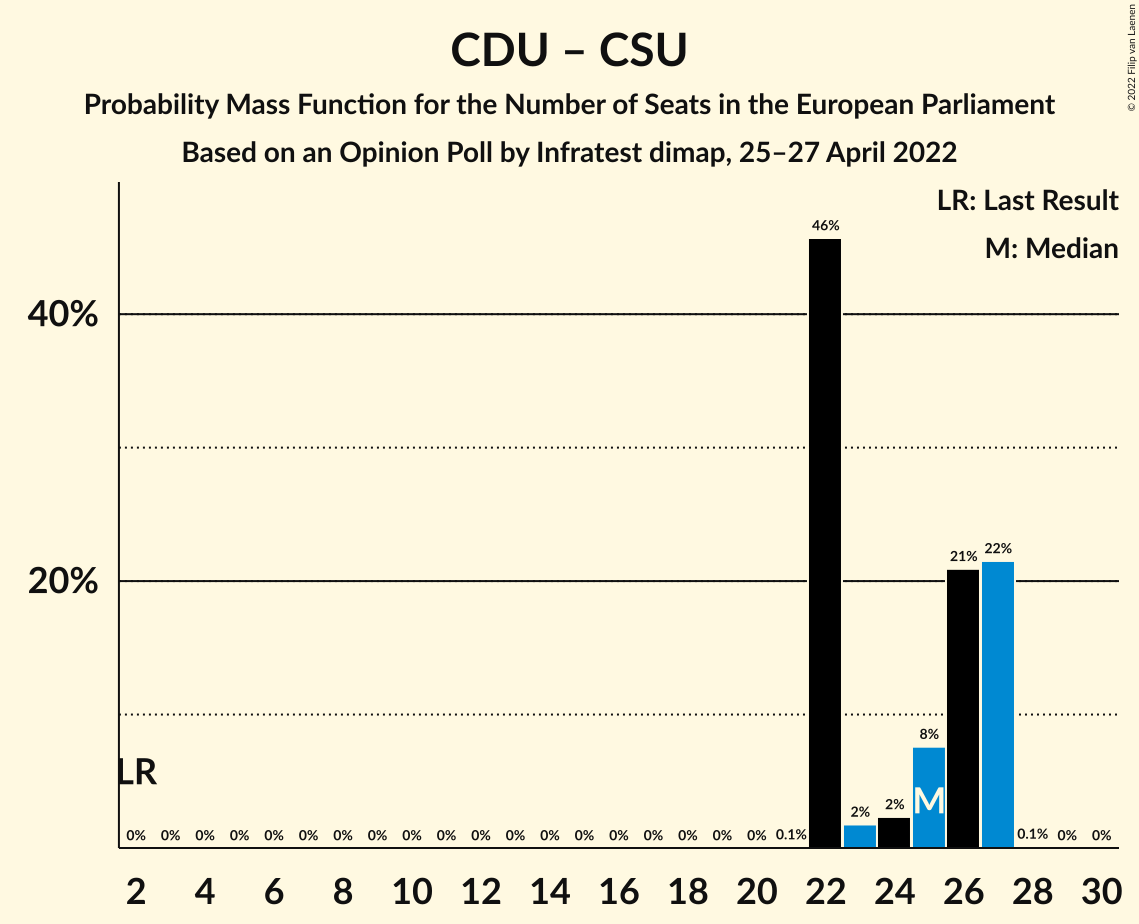 CDU – CSU
Probability Mass Function for the Number of Seats in the European Parliament
Based on an Opinion Poll by Infratest dimap, 25–27 April 2022
© 2022 Filip van Laenen
LR: Last Result
M: Median
46%
40%
22%
21%
20%
8%
2% 2%
M
LR
0% 0% 0% 0% 0% 0% 0% 0% 0% 0% 0% 0% 0% 0% 0% 0% 0% 0% 0% 0.1% 0.1% 0% 0%
2 4 6 8 10 12 14 16 18 20 22 24 26 28 30